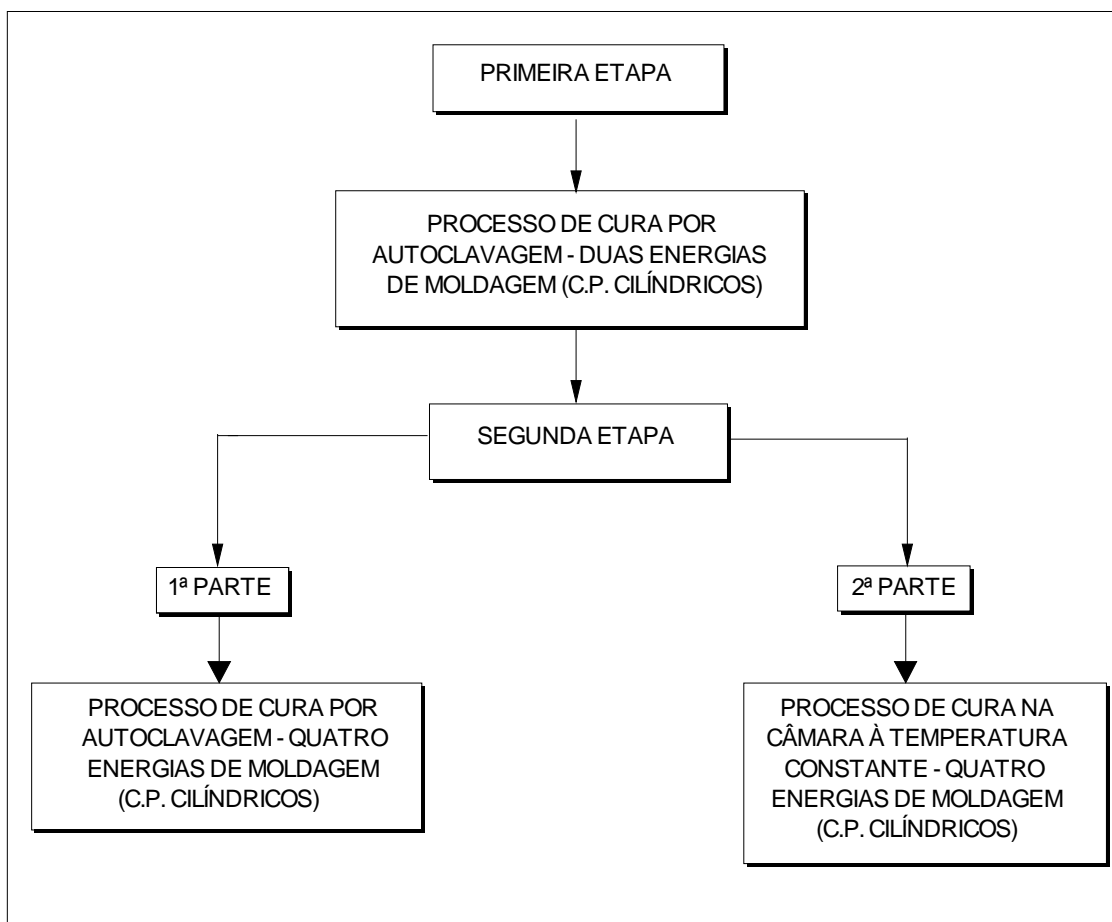 PRIMEIRA ETAPA
PROCESSO DE CURA POR
AUTOCLAVAGEM - DUAS ENERGIAS
DE MOLDAGEM (C.P. CILÍNDRICOS)
SEGUNDA ETAPA
1ª PARTE
2ª PARTE
PROCESSO DE CURA POR
AUTOCLAVAGEM - QUATRO
ENERGIAS DE MOLDAGEM
(C.P. CILÍNDRICOS)
PROCESSO DE CURA NA
CÂMARA À TEMPERATURA
CONSTANTE - QUATRO
ENERGIAS DE MOLDAGEM
(C.P. CILÍNDRICOS)